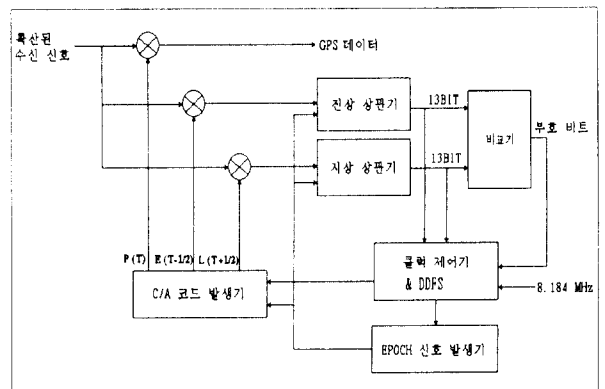 확산된
수신 신호
GPS 데이터
진상 상관기
13BIT
비교기
부호 비트
지상 상관기
13BIT
P(T) E(T-1/2) L(T+1/2)
C/A 코드 발생기
클럭 제어기
& DDFS
8.184 MHz
EPOCH 신호 발생기